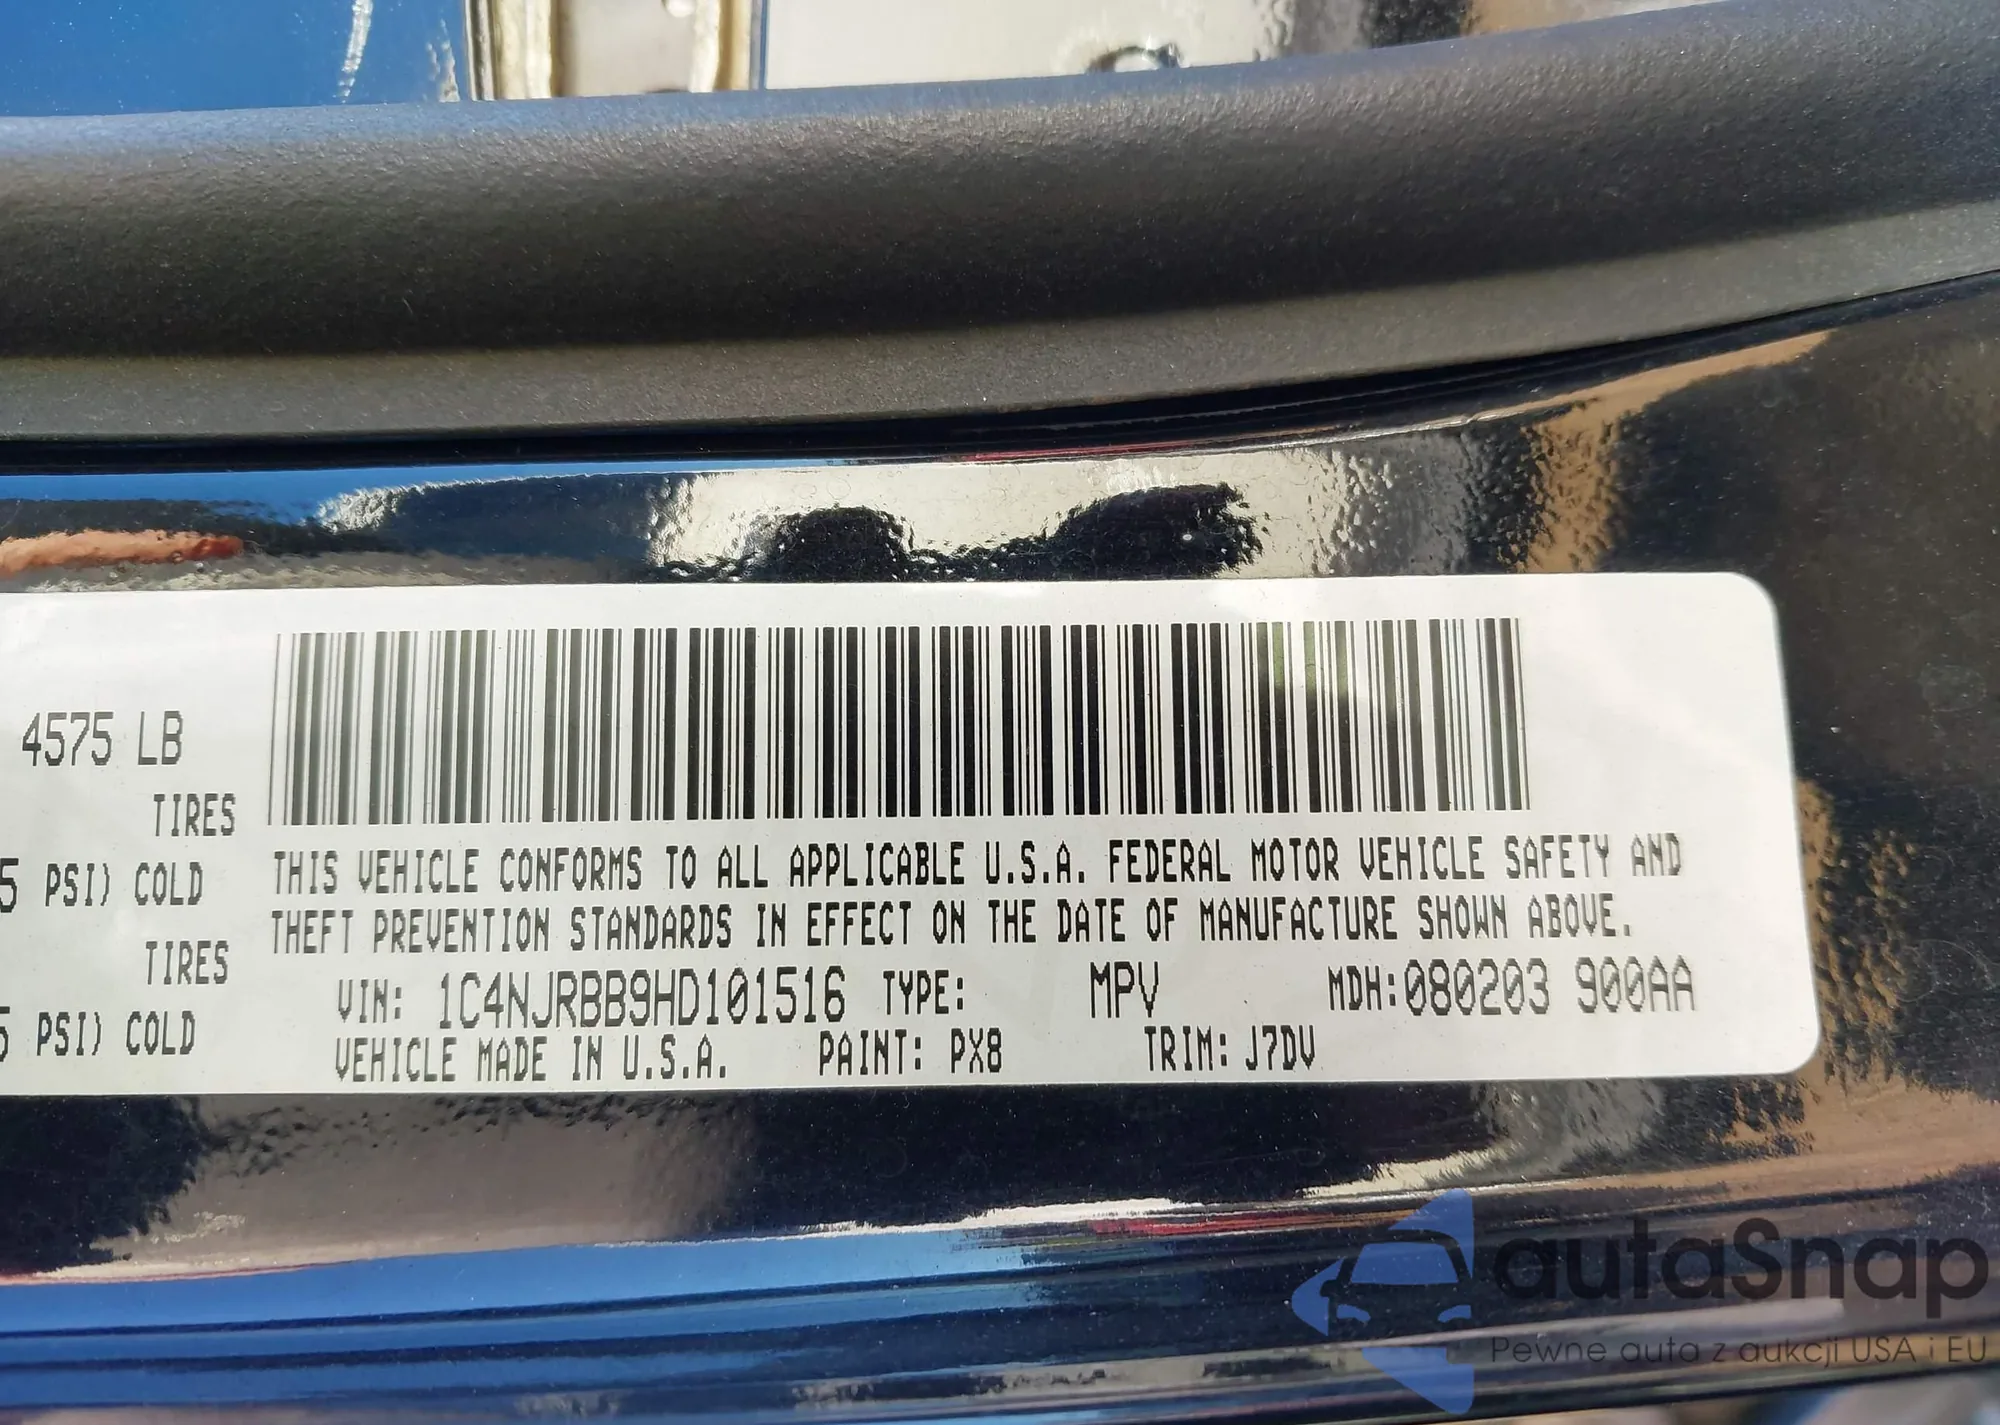 4575 LB
TIRES
5 PSI) COLD
TIRES
5 PSI) COLD
THIS VEHICLE CONFORMS TO ALL APPLICABLE U.S.A. FEDERAL MOTOR VEHICLE SAFETY AND
THEFT PREVENTION STANDARDS IN EFFECT ON THE DATE OF MANUFACTURE SHOWN ABOVE.
VIN: 1C4NJRBB9HD101516 TYPE: MPV MDH:080203 900AA
VEHICLE MADE IN U.S.A. PAINT: PX8 TRIM: J7DV
autaSnap
Pewne auta z aukcji USA i EU